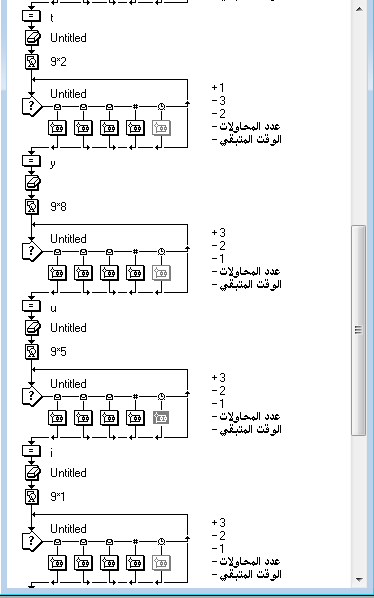 t
Untitled
9*2
Untitled
+1
-3
-2
- عدد المحاولات
- الوقت المتبقي
y
9*8
Untitled
+3
-2
-1
- عدد المحاولات
- الوقت المتبقي
u
Untitled
9*5
Untitled
+3
-2
-1
- عدد المحاولات
- الوقت المتبقي
i
Untitled
9*1
Untitled
+3
-2
-1
- عدد المحاولات
- الوقت المتبقي